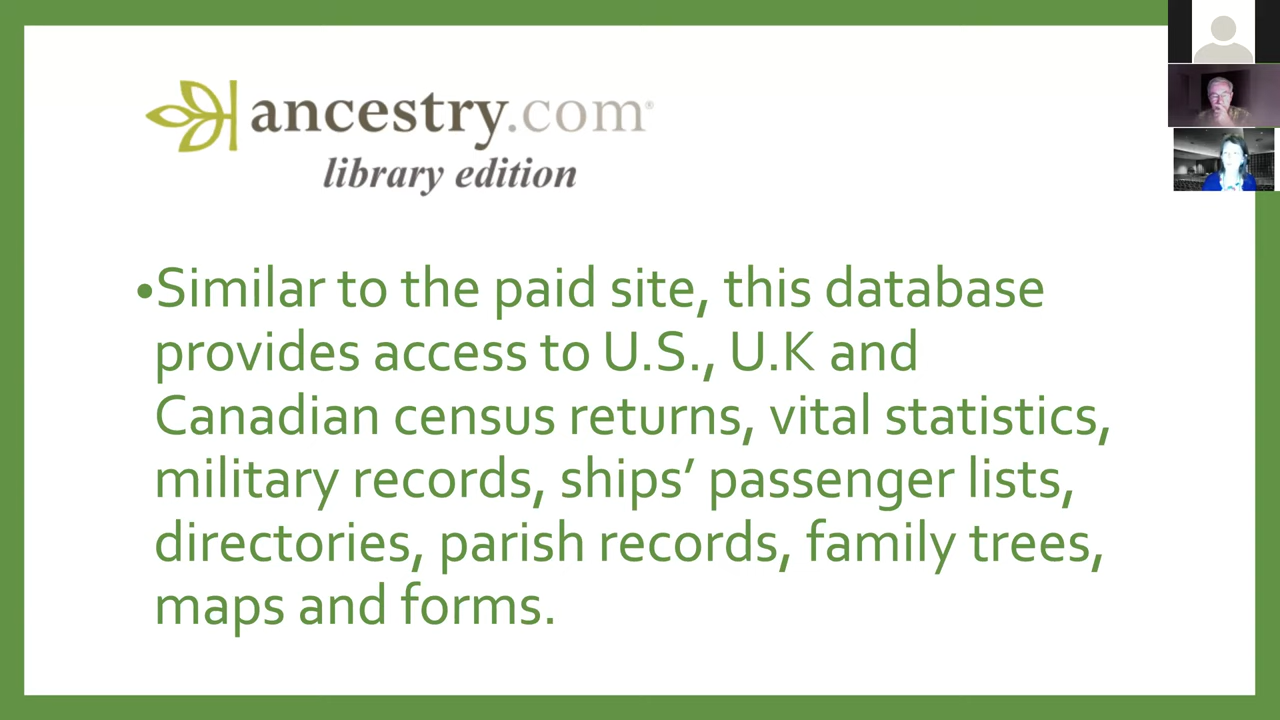 ancestry.com®
library edition
•Similar to the paid site, this database
provides access to U.S., U.K and
Canadian census returns, vital statistics,
military records, ships’ passenger lists,
directories, parish records, family trees,
maps and forms.